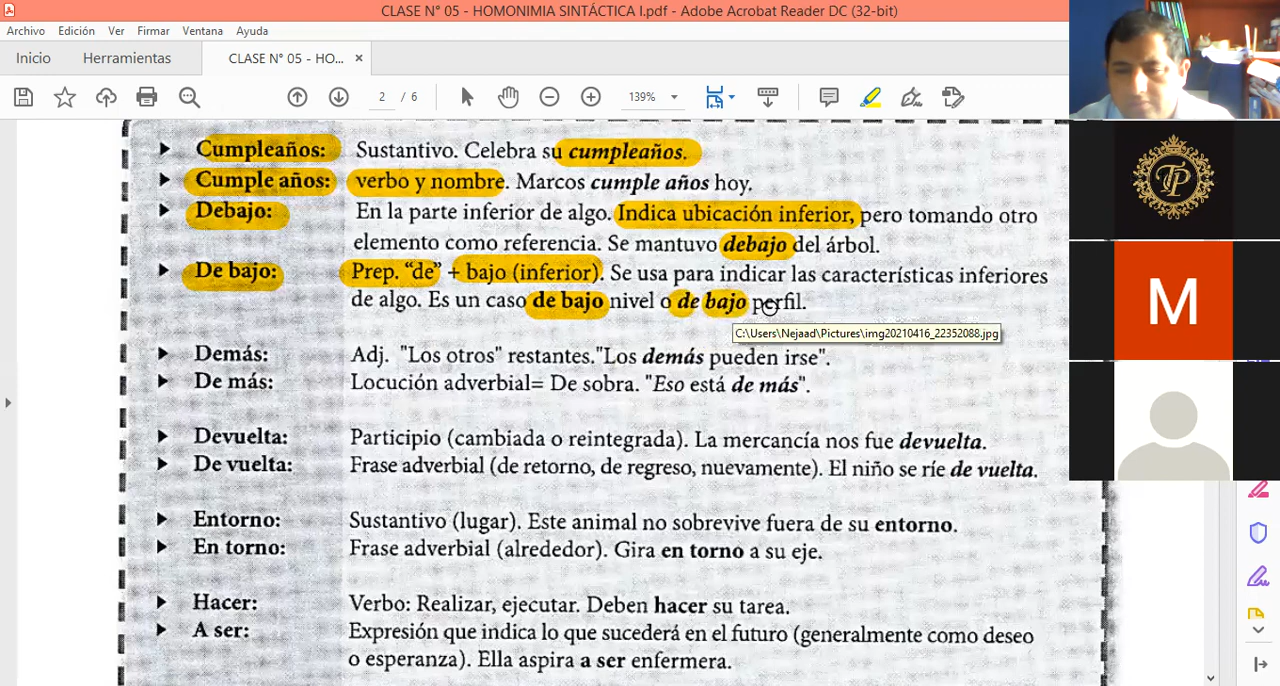 CLASE N° 05 - HOMONIMIA SINTÁCTICA I.pdf - Adobe Acrobat Reader DC (32-bit)
Archivo Edición Ver Firmar Ventana Ayuda
Inicio Herramientas CLASE N° 05 - HO... ×
2 / 6 139%
Cumpleaños: Sustantivo. Celebra su cumpleaños.
Cumple años: verbo y nombre. Marcos cumple años hoy.
Debajo: En la parte inferior de algo. Indica ubicación inferior, pero tomando otro
elemento como referencia. Se mantuvo debajo del árbol.
De bajo: Prep. “de” + bajo (inferior). Se usa para indicar las características inferiores
de algo. Es un caso de bajo nivel o de bajo perfil.
C:\Users\Nejaad\Pictures\img20210416_22352088.jpg
Demás: Adj. "Los otros" restantes."Los demás pueden irse".
De más: Locución adverbial= De sobra. "Eso está de más".
Devuelta: Participio (cambiada o reintegrada). La mercancía nos fue devuelta.
De vuelta: Frase adverbial (de retorno, de regreso, nuevamente). El niño se ríe de vuelta.
Entorno: Sustantivo (lugar). Este animal no sobrevive fuera de su entorno.
En torno: Frase adverbial (alrededor). Gira en torno a su eje.
Hacer: Verbo: Realizar, ejecutar. Deben hacer su tarea.
A ser: Expresión que indica lo que sucederá en el futuro (generalmente como deseo
o esperanza). Ella aspira a ser enfermera.
TP
M